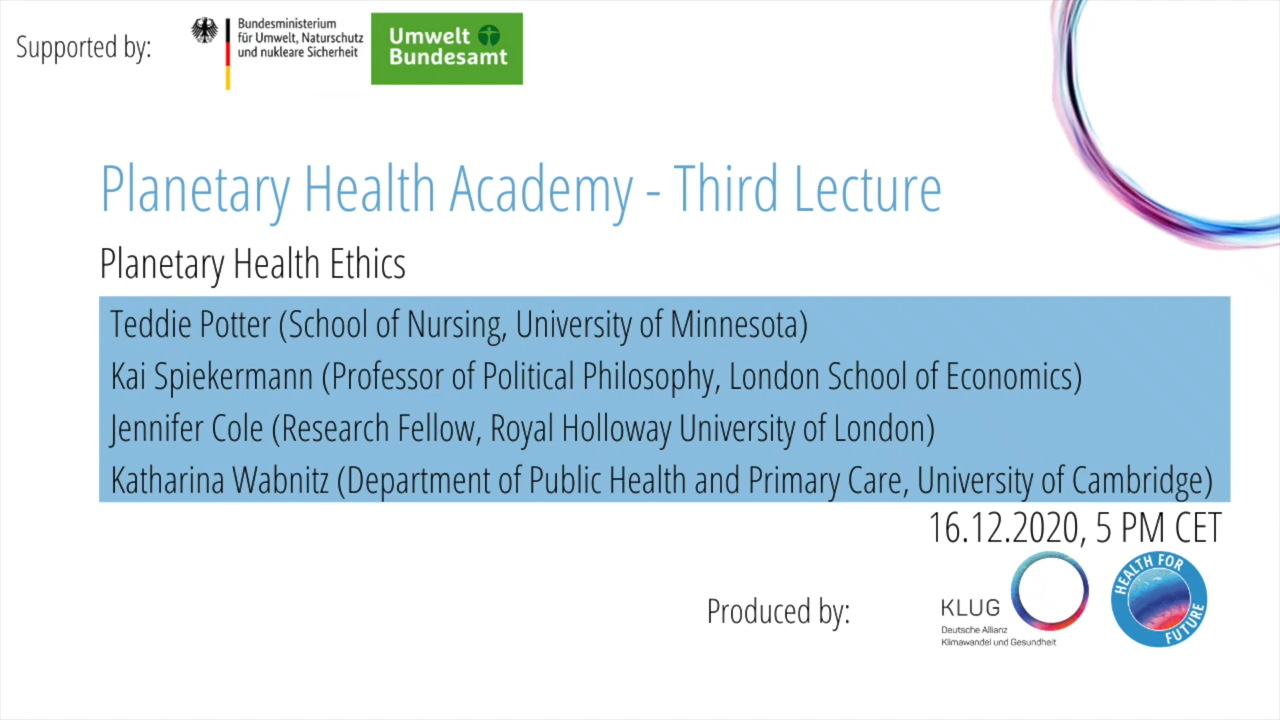 Supported by:
Bundesministerium
für Umwelt, Naturschutz
und nukleare Sicherheit
Umwelt
Bundesamt
Planetary Health Academy - Third Lecture
Planetary Health Ethics
Teddie Potter (School of Nursing, University of Minnesota)
Kai Spiekermann (Professor of Political Philosophy, London School of Economics)
Jennifer Cole (Research Fellow, Royal Holloway University of London)
Katharina Wabnitz (Department of Public Health and Primary Care, University of Cambridge)
16.12.2020, 5 PM CET
Produced by:
KLUG
Deutsche Allianz
Klimawandel und Gesundheit
HEALTH FOR
FUTURE